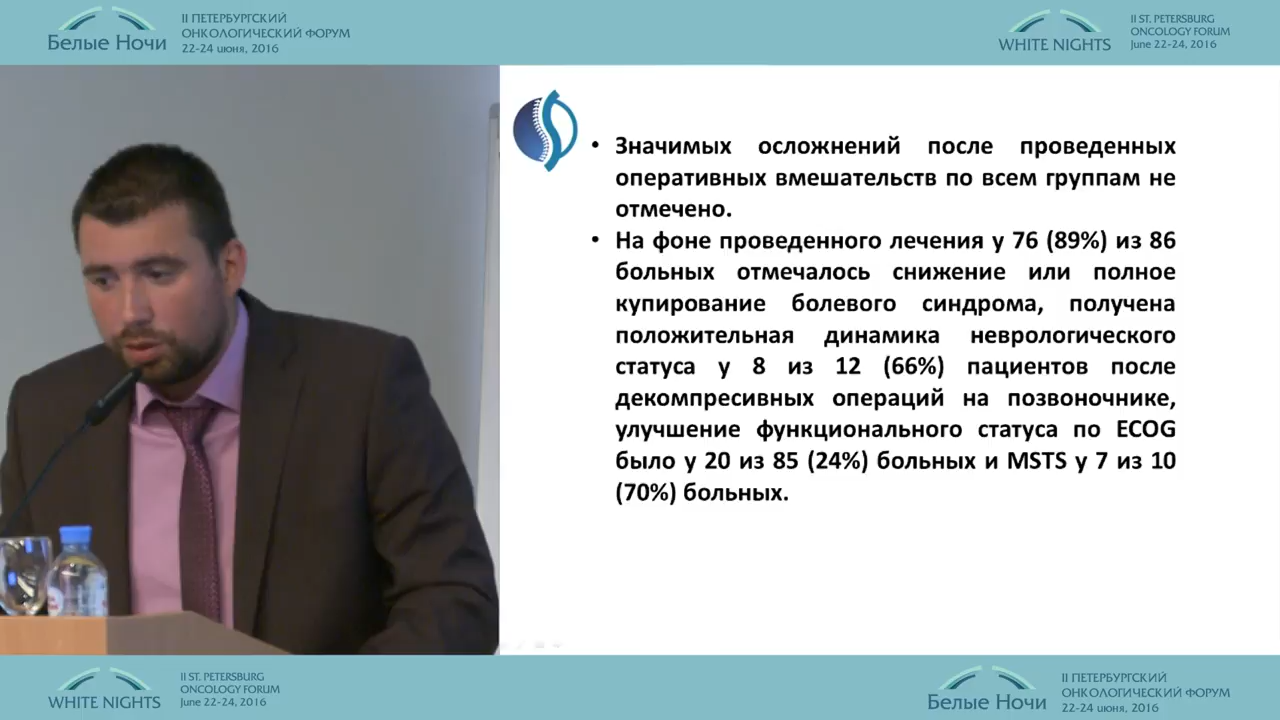 Белые Ночи
II ПЕТЕРБУРГСКИЙ
ОНКОЛОГИЧЕСКИЙ ФОРУМ
22-24 июня, 2016
WHITE NIGHTS
II ST. PETERSBURG
ONCOLOGY FORUM
June 22-24, 2016
• Значимых осложнений после проведенных
оперативных вмешательств по всем группам не
отмечено.
• На фоне проведенного лечения у 76 (89%) из 86
больных отмечалось снижение или полное
купирование болевого синдрома, получена
положительная динамика неврологического
статуса у 8 из 12 (66%) пациентов после
декомпресивных операций на позвоночнике,
улучшение функционального статуса по ECOG
было у 20 из 85 (24%) больных и MSTS у 7 из 10
(70%) больных.
WHITE NIGHTS
II ST. PETERSBURG
ONCOLOGY FORUM
June 22-24, 2016
Белые Ночи
II ПЕТЕРБУРГСКИЙ
ОНКОЛОГИЧЕСКИЙ ФОРУМ
22-24 июня, 2016